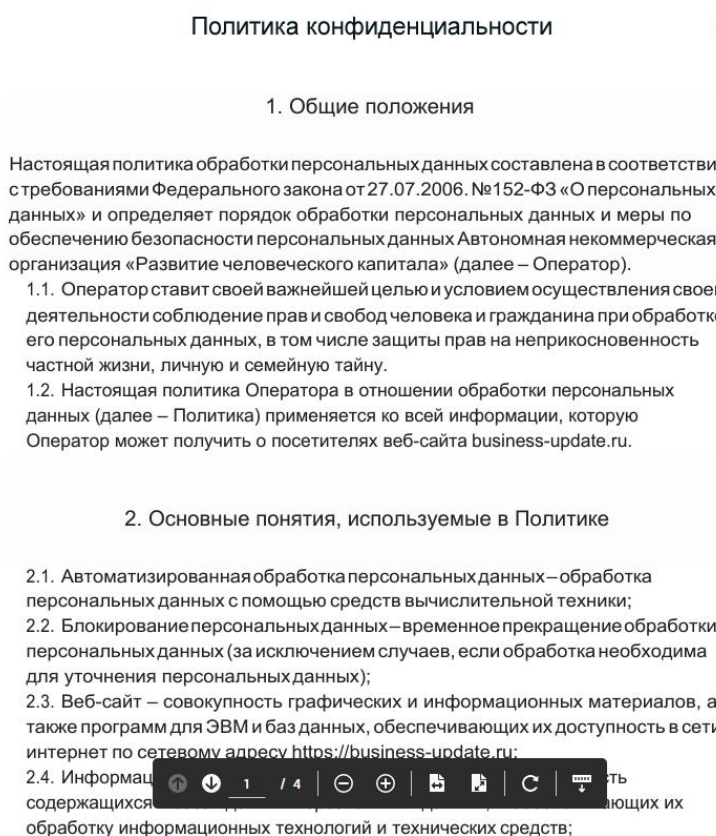 Политика конфиденциальности
1. Общие положения
Настоящая политика обработки персональных данных составлена в соответстви
с требованиями Федерального закона от 27.07.2006. №152-ФЗ «О персональных
данных» и определяет порядок обработки персональных данных и меры по
обеспечению безопасности персональных данных Автономная некоммерческая
организация «Развитие человеческого капитала» (далее – Оператор).
1.1. Оператор ставит своей важнейшей целью и условием осуществления своей
деятельности соблюдение прав и свобод человека и гражданина при обработке
его персональных данных, в том числе защиты прав на неприкосновенность
частной жизни, личную и семейную тайну.
1.2. Настоящая политика Оператора в отношении обработки персональных
данных (далее – Политика) применяется ко всей информации, которую
Оператор может получить о посетителях веб-сайта business-update.ru.
2. Основные понятия, используемые в Политике
2.1. Автоматизированная обработка персональных данных – обработка
персональных данных с помощью средств вычислительной техники;
2.2. Блокирование персональных данных – временное прекращение обработки
персональных данных (за исключением случаев, если обработка необходима
для уточнения персональных данных);
2.3. Веб-сайт – совокупность графических и информационных материалов, а
также программ для ЭВМ и баз данных, обеспечивающих их доступность в сети
интернет по сетевому адресу https://business-update.ru;
2.4. Информац ть
1 / 4
содержащихся ающих их
обработку информационных технологий и технических средств;